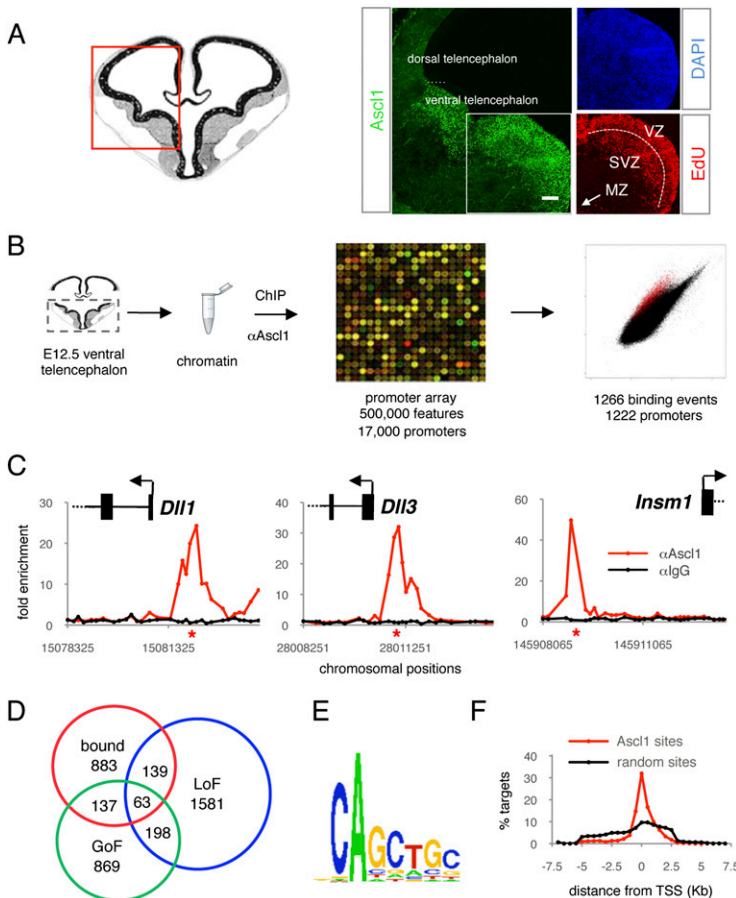 A
Ascl1
dorsal telencephalon
ventral telencephalon
DAPI
VZ
SVZ
MZ
EdU
B
E12.5 ventral
telencephalon
chromatin
ChIP
αAscl1
promoter array
500,000 features
17,000 promoters
1266 binding events
1222 promoters
C
fold enrichment
30
20
10
0
Dll1
15078325
15081325
*
40
30
20
10
0
Dll3
28008251
28011251
*
60
40
20
0
Insm1
αAscl1
αIgG
145908065
145911065
*
chromosomal positions
D
bound
883
139
LoF
1581
137
63
198
GoF
869
E
CAGCTGC
F
Ascl1 sites
random sites
% targets
40
30
20
10
0
-7.5 -5 -2.5 0 2.5 5 7.5
distance from TSS (Kb)